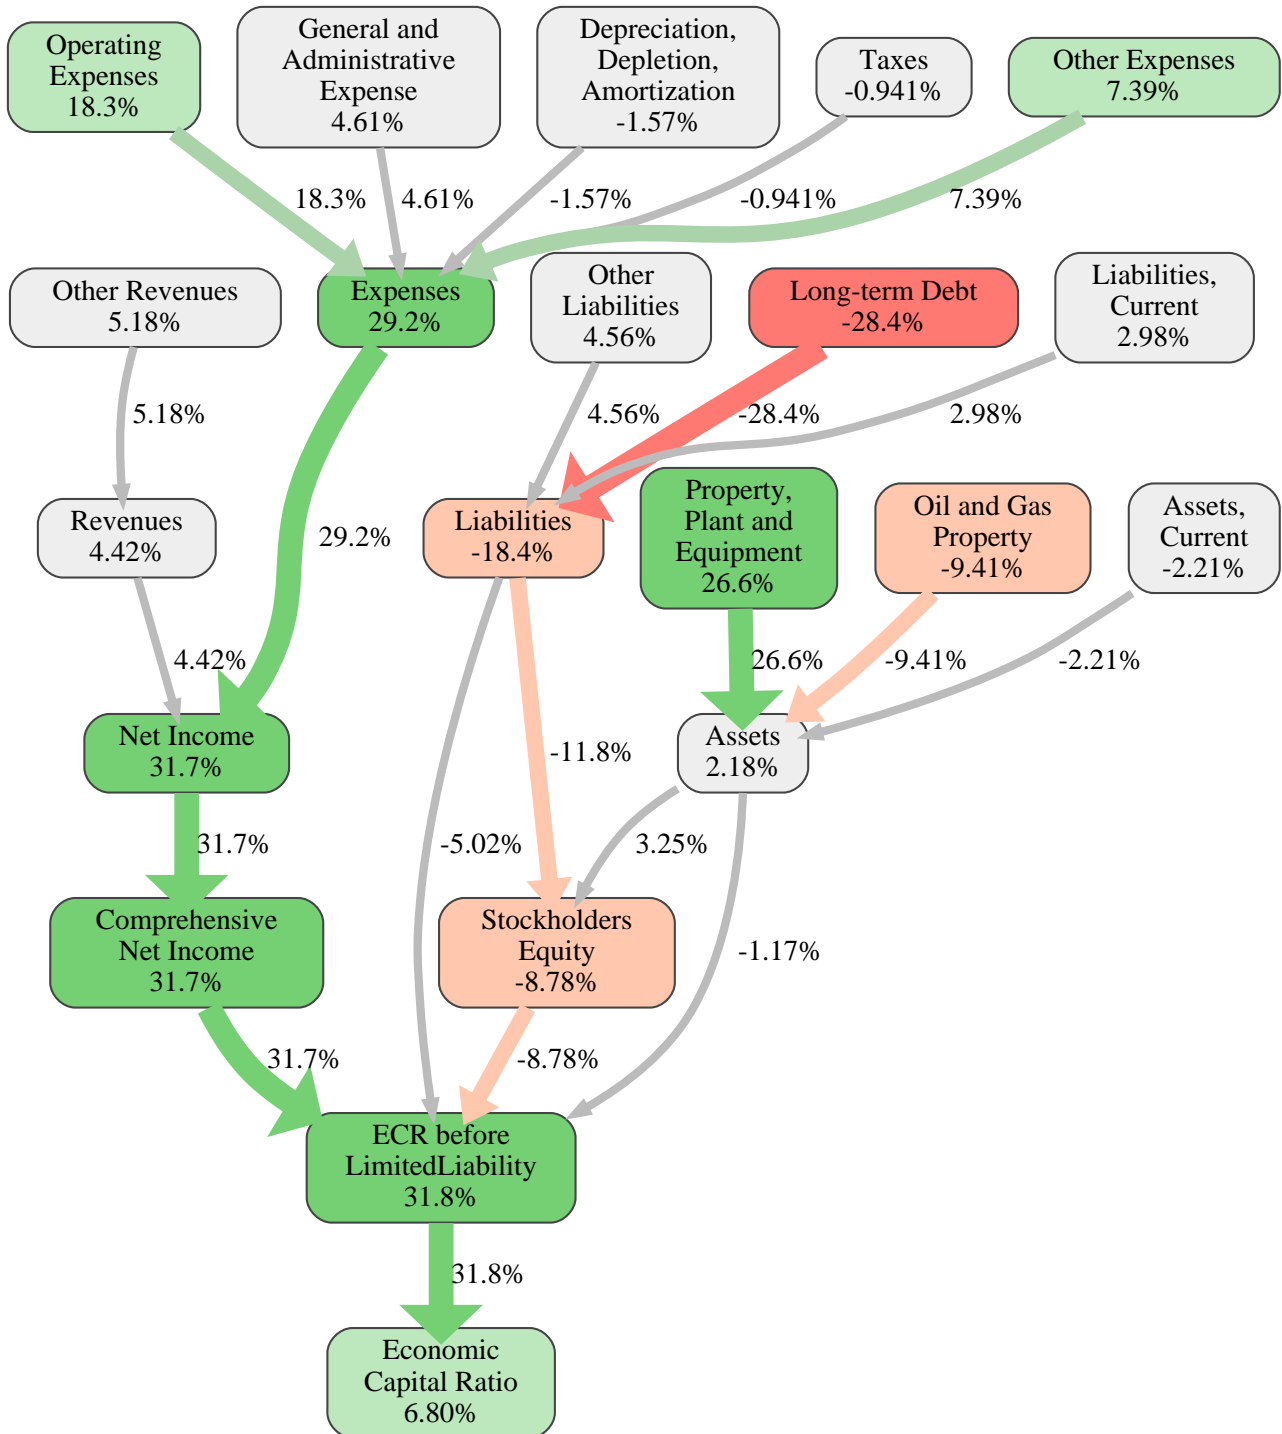 Operating
Expenses
18.3%
General and
Administrative
Expense
4.61%
Depreciation,
Depletion,
Amortization
-1.57%
Taxes
-0.941%
Other Expenses
7.39%
18.3%
4.61%
-1.57%
-0.941%
7.39%
Other Revenues
5.18%
Expenses
29.2%
Other
Liabilities
4.56%
Long-term Debt
-28.4%
Liabilities,
Current
2.98%
5.18%
4.56%
-28.4%
2.98%
29.2%
Revenues
4.42%
Liabilities
-18.4%
Property,
Plant and
Equipment
26.6%
Oil and Gas
Property
-9.41%
Assets,
Current
-2.21%
4.42%
26.6%
-9.41%
-2.21%
Net Income
31.7%
-11.8%
Assets
2.18%
31.7%
-5.02%
3.25%
Comprehensive
Net Income
31.7%
Stockholders
Equity
-8.78%
-1.17%
31.7%
-8.78%
ECR before
LimitedLiability
31.8%
31.8%
Economic
Capital Ratio
6.80%